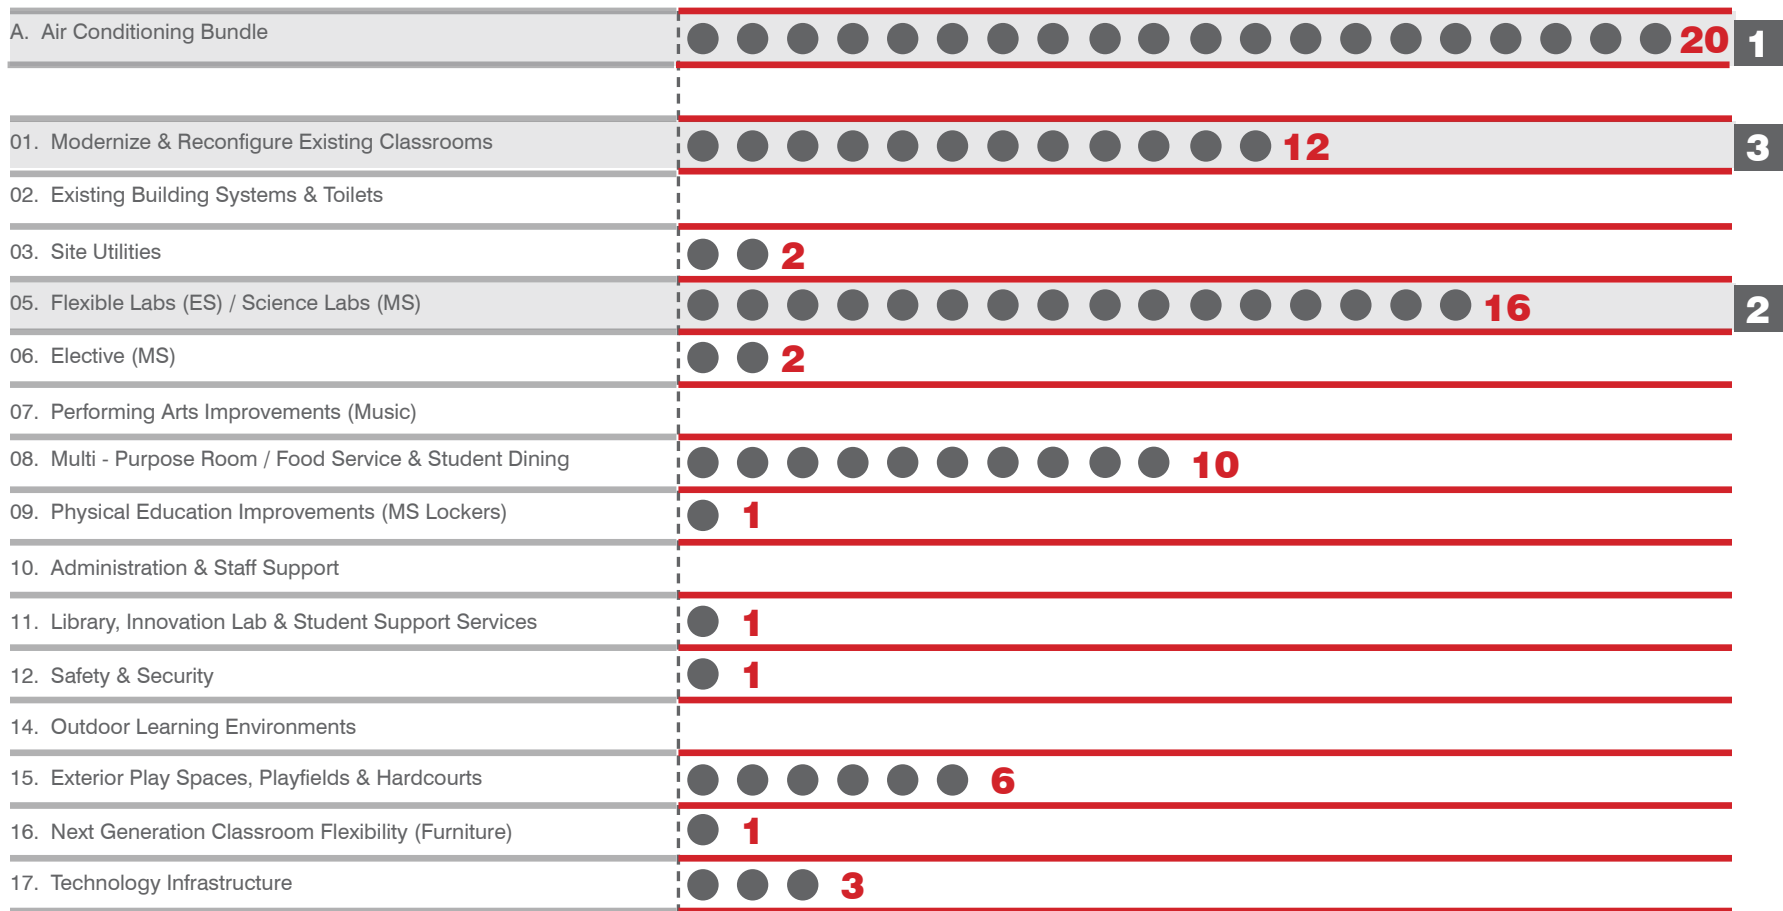 A. Air Conditioning Bundle 20 1
01. Modernize & Reconfigure Existing Classrooms 12 3
02. Existing Building Systems & Toilets
03. Site Utilities 2
05. Flexible Labs (ES) / Science Labs (MS) 16 2
06. Elective (MS) 2
07. Performing Arts Improvements (Music)
08. Multi - Purpose Room / Food Service & Student Dining 10
09. Physical Education Improvements (MS Lockers) 1
10. Administration & Staff Support
11. Library, Innovation Lab & Student Support Services 1
12. Safety & Security 1
14. Outdoor Learning Environments
15. Exterior Play Spaces, Playfields & Hardcourts 6
16. Next Generation Classroom Flexibility (Furniture) 1
17. Technology Infrastructure 3